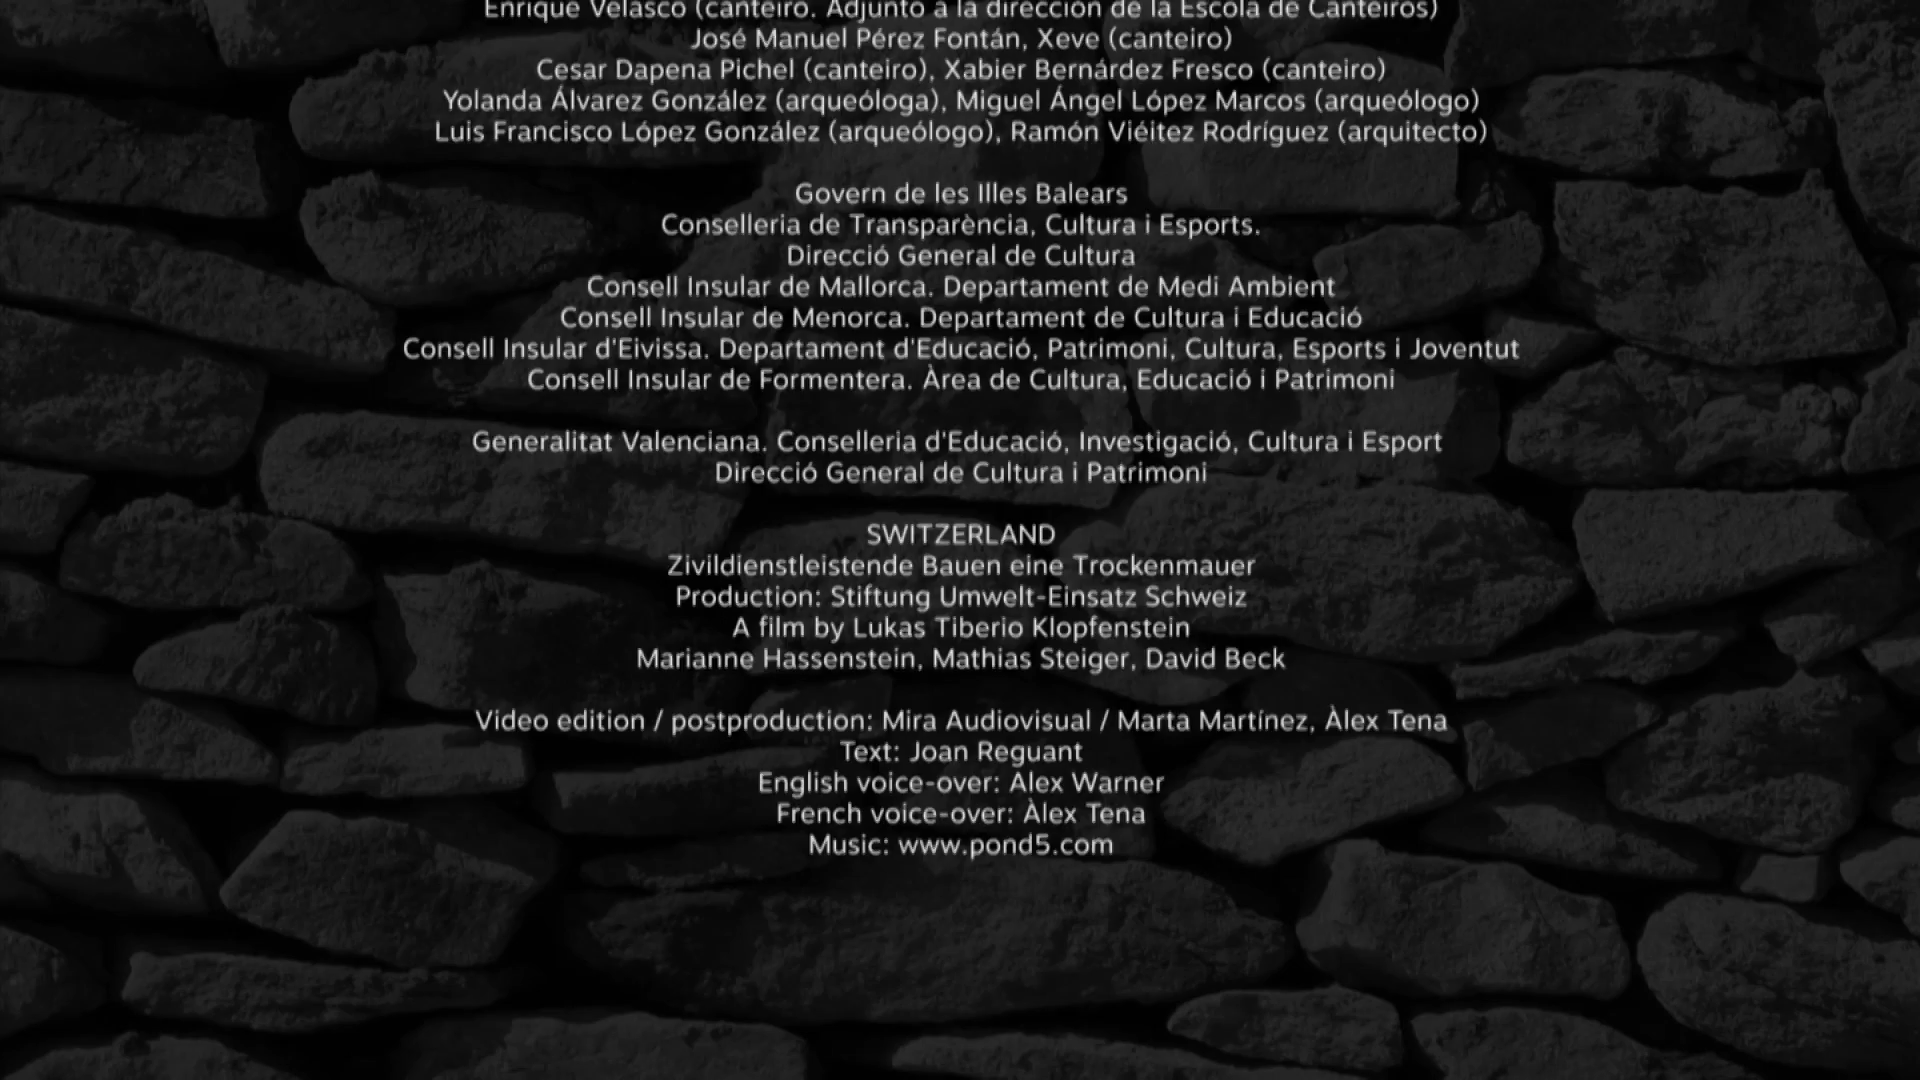 Enrique Velasco (canteiro. Adjunto a la dirección de la Escola de Canteiros)
José Manuel Pérez Fontán, Xeve (canteiro)
Cesar Dapena Pichel (canteiro), Xabier Bernárdez Fresco (canteiro)
Yolanda Álvarez González (arqueóloga), Miguel Ángel López Marcos (arqueólogo)
Luis Francisco López González (arqueólogo), Ramón Viéitez Rodríguez (arquitecto)
Govern de les Illes Balears
Conselleria de Transparència, Cultura i Esports.
Direcció General de Cultura
Consell Insular de Mallorca. Departament de Medi Ambient
Consell Insular de Menorca. Departament de Cultura i Educació
Consell Insular d'Eivissa. Departament d'Educació, Patrimoni, Cultura, Esports i Joventut
Consell Insular de Formentera. Àrea de Cultura, Educació i Patrimoni
Generalitat Valenciana. Conselleria d'Educació, Investigació, Cultura i Esport
Direcció General de Cultura i Patrimoni
SWITZERLAND
Zivildienstleistende Bauen eine Trockenmauer
Production: Stiftung Umwelt-Einsatz Schweiz
A film by Lukas Tiberio Klopfenstein
Marianne Hassenstein, Mathias Steiger, David Beck
Video edition / postproduction: Mira Audiovisual / Marta Martínez, Àlex Tena
Text: Joan Reguant
English voice-over: Alex Warner
French voice-over: Àlex Tena
Music: www.pond5.com